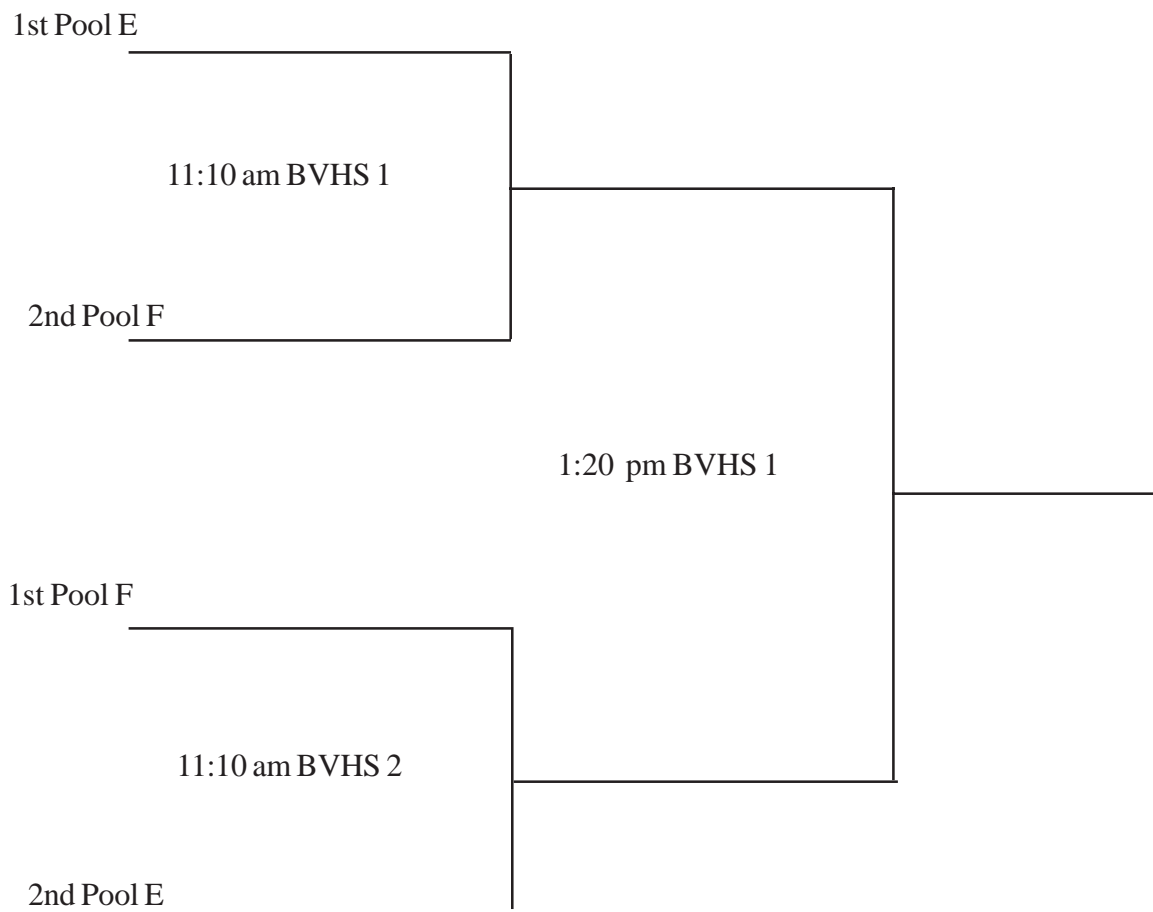 1st Pool E
11:10 am BVHS 1
2nd Pool F
1:20 pm BVHS 1
1st Pool F
11:10 am BVHS 2
2nd Pool E